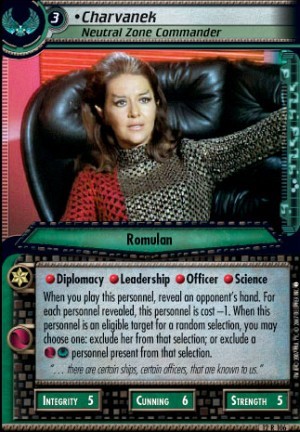 3
•Charvanek
Neutral Zone Commander
Romulan
Diplomacy Leadership Officer Science
When you play this personnel, reveal an opponent's hand. For
each personnel revealed, this personnel is cost –1. When this
personnel is an eligible target for a random selection, you may
choose one: exclude her from that selection; or exclude a
personnel present from that selection.
"... there are certain ships, certain officers, that are known to us."
INTEGRITY 5 CUNNING 6 STRENGTH 5